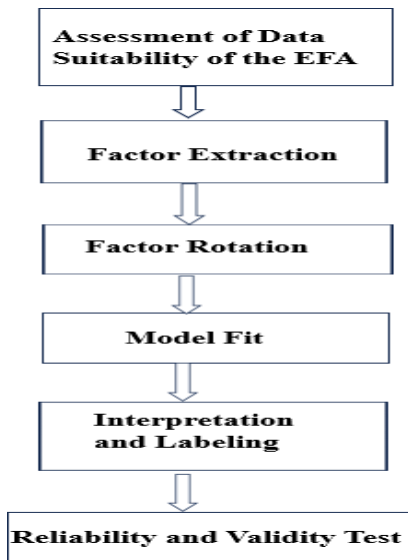 Assessment of Data
Suitability of the EFA
Factor Extraction
Factor Rotation
Model Fit
Interpretation
and Labeling
Reliability and Validity Test